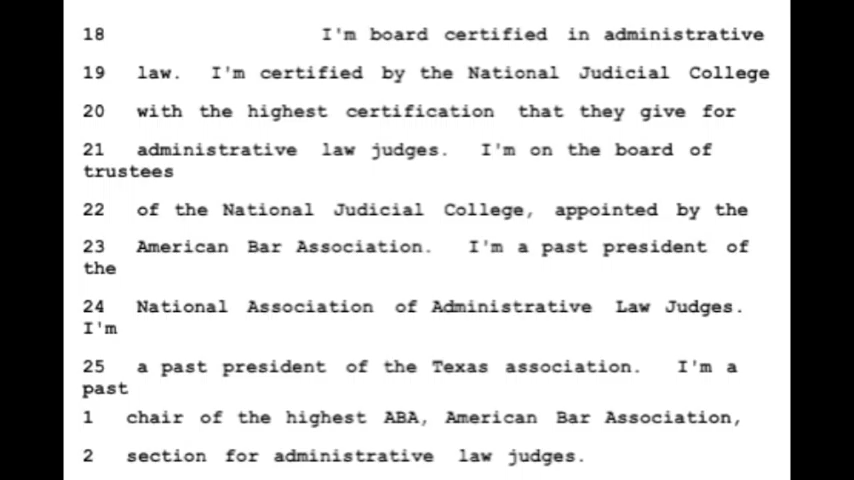 18 I'm board certified in administrative
19 law. I'm certified by the National Judicial College
20 with the highest certification that they give for
21 administrative law judges. I'm on the board of
trustees
22 of the National Judicial College, appointed by the
23 American Bar Association. I'm a past president of
the
24 National Association of Administrative Law Judges.
I'm
25 a past president of the Texas association. I'm a
past
1 chair of the highest ABA, American Bar Association,
2 section for administrative law judges.